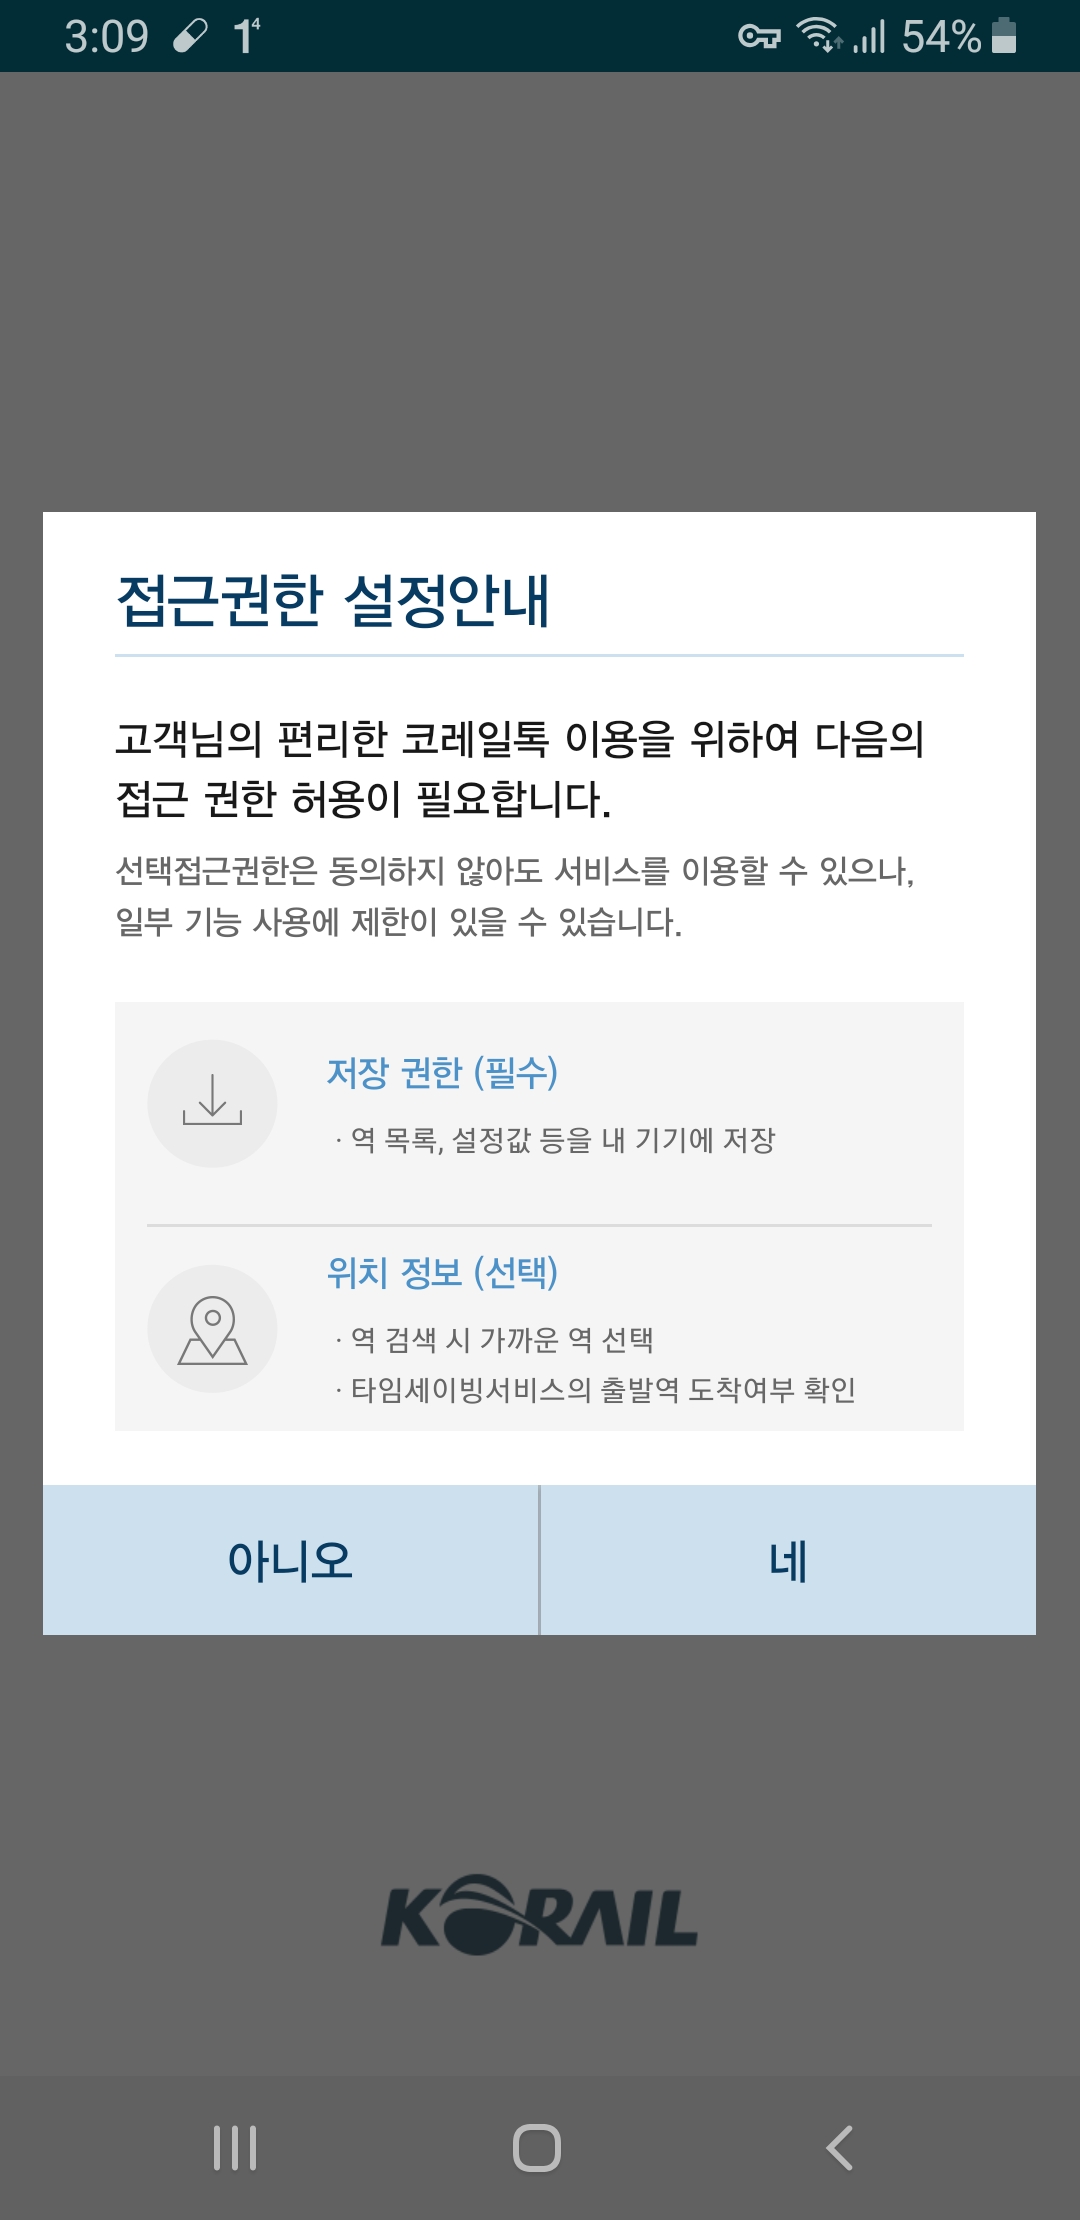 3:09 1 4 54%
접근권한 설정안내
고객님의 편리한 코레일톡 이용을 위하여 다음의
접근 권한 허용이 필요합니다.
선택접근권한은 동의하지 않아도 서비스를 이용할 수 있으나,
일부 기능 사용에 제한이 있을 수 있습니다.
저장 권한 (필수)
· 역 목록, 설정값 등을 내 기기에 저장
위치 정보 (선택)
· 역 검색 시 가까운 역 선택
· 타임세이빙서비스의 출발역 도착여부 확인
아니오 네
KORAIL